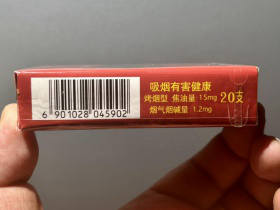 吸烟有害健康
烤烟型 焦油量 15mg 20支
烟气烟碱量 1.2mg
6 901028 045902